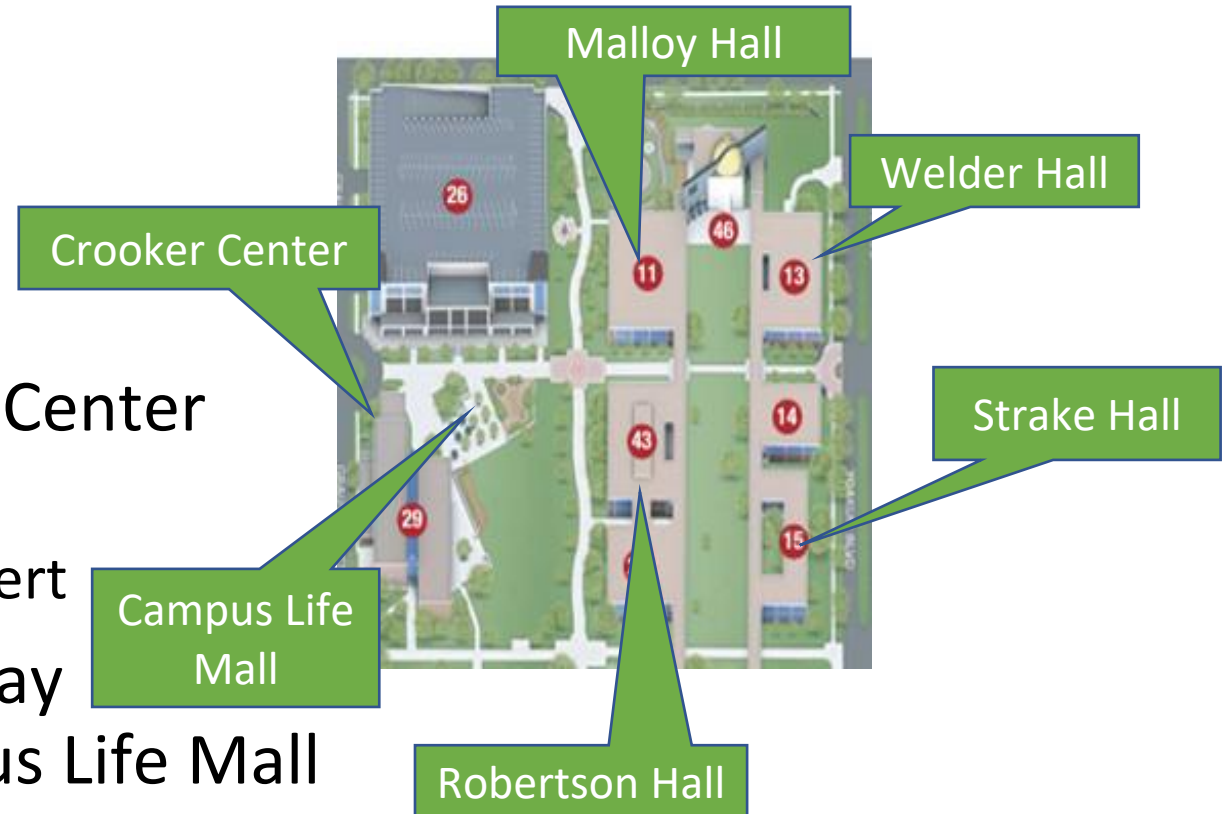 Malloy Hall
Welder Hall
26
Crooker Center
46
11
13
Center
14
Strake Hall
43
29
15
ert
Campus Life
Mall
ay
us Life Mall
Robertson Hall